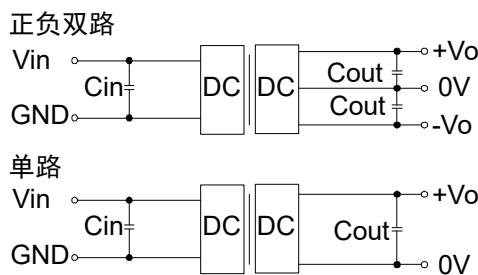 正负双路
Vin
Cin
GND
DC DC
Cout
Cout
+Vo
0V
-Vo
单路
Vin
Cin
GND
DC DC
Cout
+Vo
0V